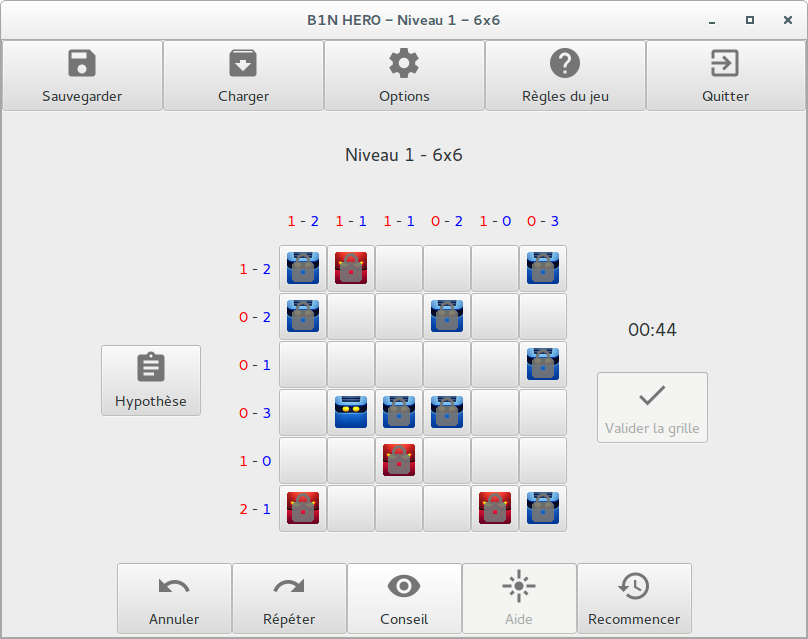 B1N HERO – Niveau 1 – 6x6
Sauvegarder
Charger
Options
Règles du jeu
Quitter
Niveau 1 - 6x6
1 - 2 1 - 1 1 - 1 0 - 2 1 - 0 0 - 3
1 - 2
0 - 2
00:44
0 - 1
Hypothèse
0 - 3
Valider la grille
1 - 0
2 - 1
Annuler
Répéter
Conseil
Aide
Recommencer